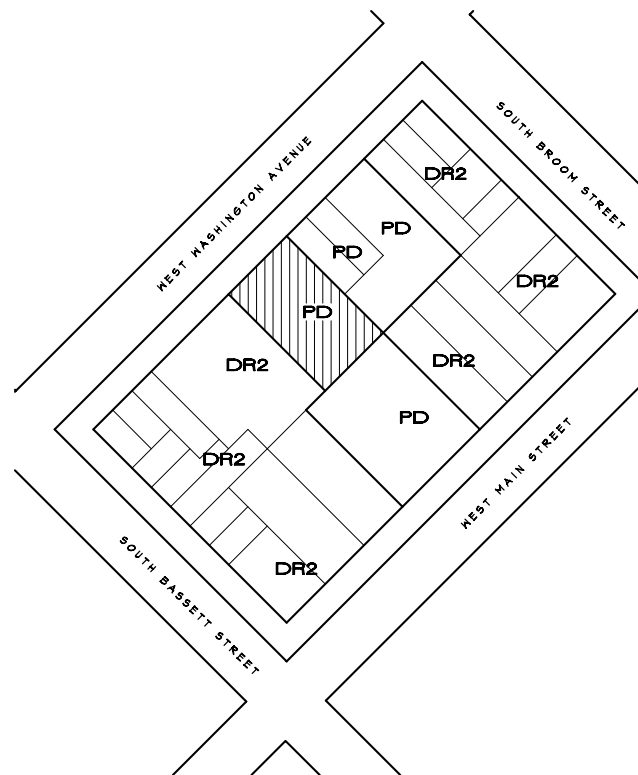 SOUTH BROOM STREET
WEST WASHINGTON AVENUE
DR2
PD
PD
DR2
PD
DR2
DR2
PD
DR2
WEST MAIN STREET
SOUTH BASSETT STREET
DR2